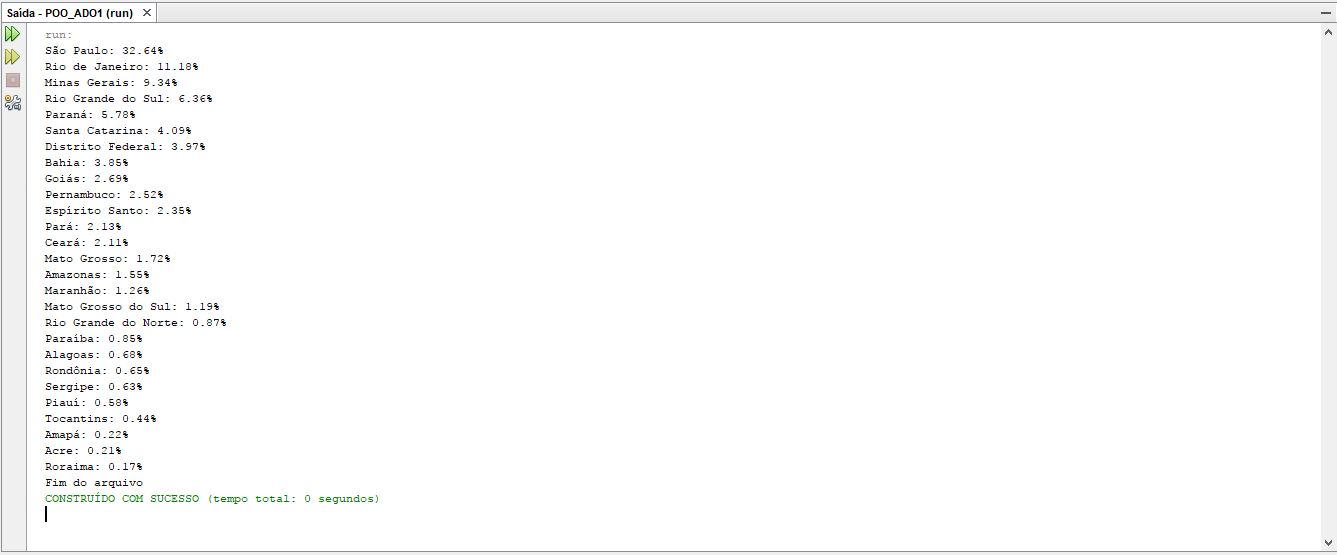 Saída - POO_ADO1 (run)
run:
São Paulo: 32.64%
Rio de Janeiro: 11.18%
Minas Gerais: 9.34%
Rio Grande do Sul: 6.36%
Paraná: 5.78%
Santa Catarina: 4.09%
Distrito Federal: 3.97%
Bahia: 3.85%
Goiás: 2.69%
Pernambuco: 2.52%
Espírito Santo: 2.35%
Pará: 2.13%
Ceará: 2.11%
Mato Grosso: 1.72%
Amazonas: 1.55%
Maranhão: 1.26%
Mato Grosso do Sul: 1.19%
Rio Grande do Norte: 0.87%
Paraíba: 0.85%
Alagoas: 0.68%
Rondônia: 0.65%
Sergipe: 0.63%
Piauí: 0.58%
Tocantins: 0.44%
Amapá: 0.22%
Acre: 0.21%
Roraima: 0.17%
Fim do arquivo
CONSTRUÍDO COM SUCESSO (tempo total: 0 segundos)